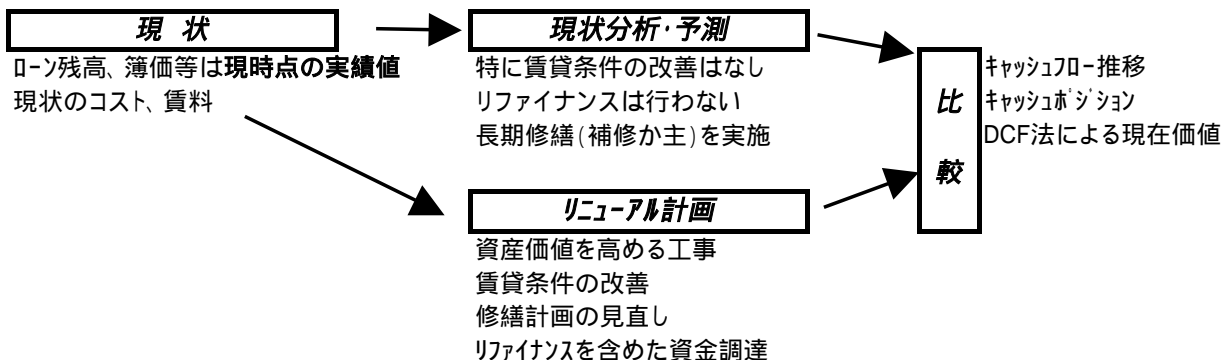 現 状
ﾛｰﾝ残高、簿価等は現時点の実績値
現状のコスト、賃料
現状分析・予測
特に賃貸条件の改善はなし
リファイナンスは行わない
長期修繕(補修か主)を実施
ﾘﾆｭｰｱﾙ計画
資産価値を高める工事
賃貸条件の改善
修繕計画の見直し
ﾘﾌｧｲﾅﾝｽを含めた資金調達
比
較
ｷｬｯｼｭﾌﾛｰ推移
ｷｬｯｼｭﾎﾟｼﾞｼｮﾝ
DCF法による現在価値